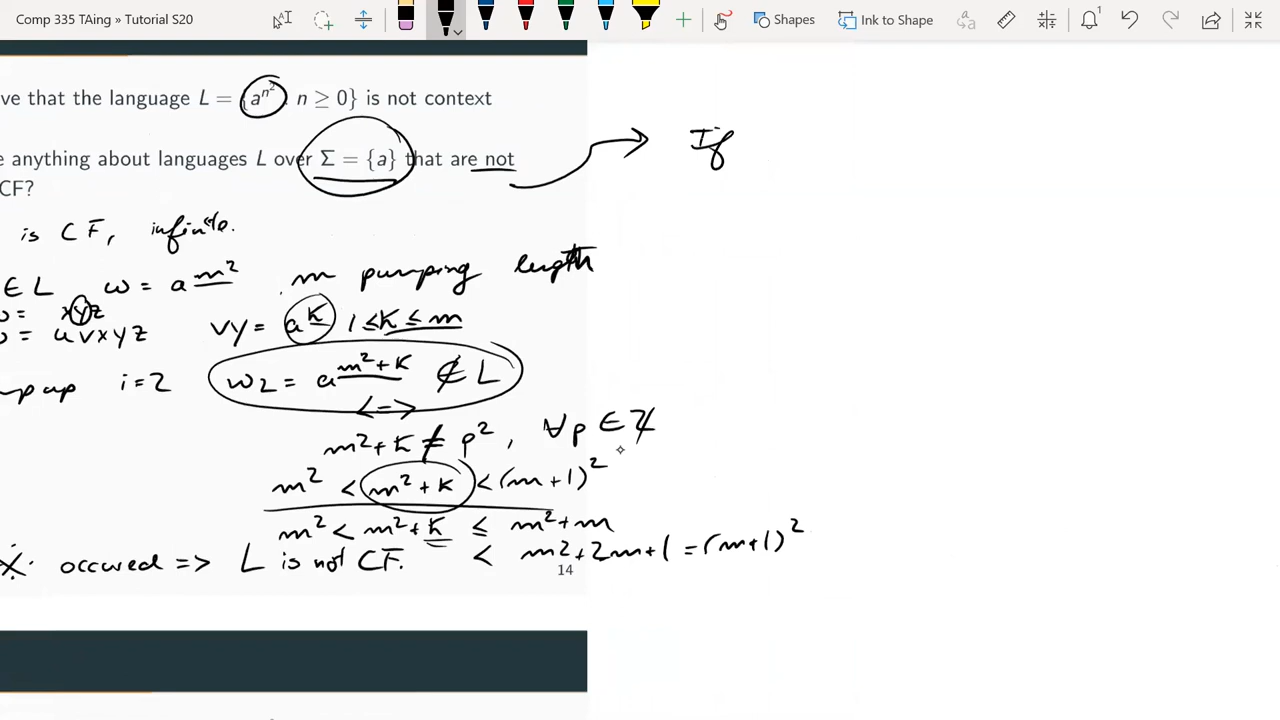 Comp 335 TAing » Tutorial S20
Shapes
Ink to Shape
ve that the language L = {aⁿ² n ≥ 0} is not context
e anything about languages L over Σ = {a} that are not
CF?
If
is CF, infinite.
∈ L w = a m² . m pumping length
= xyz
= uvxyz vy = a^K 1 ≤ K ≤ m
mp up i=2 w2 = a^m²+K ∉ L
<=>
m²+K ≠ p², ∀p ∈ Z
m² < m²+K < (m+1)²
m² < m²+K ≤ m²+m
occured => L is not CF. < m2+2m+1 = (m+1)²
14